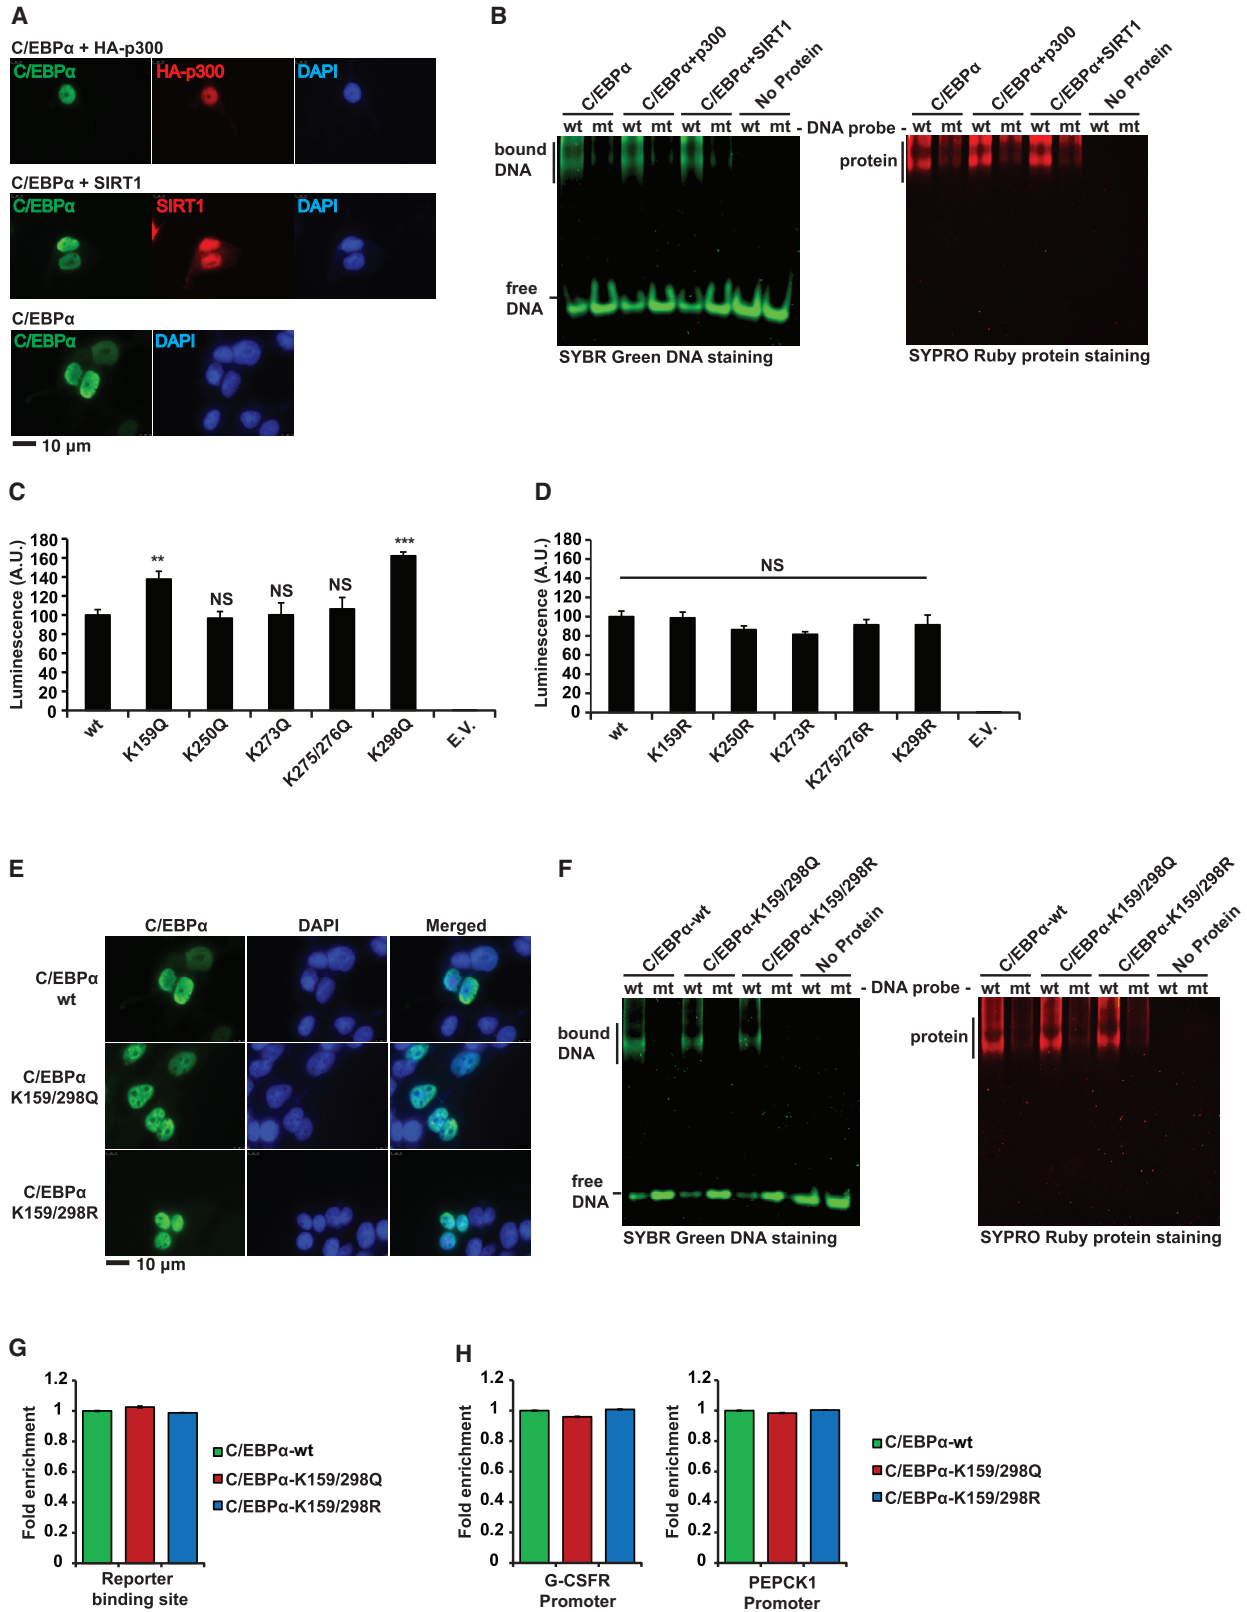 A
C/EBPα + HA-p300
C/EBPα
HA-p300
DAPI
C/EBPα + SIRT1
C/EBPα
SIRT1
DAPI
C/EBPα
C/EBPα
DAPI
10 µm
B
C/EBPα
C/EBPα+p300
C/EBPα+SIRT1
No Protein
C/EBPα
C/EBPα+p300
C/EBPα+SIRT1
No Protein
wt mt wt mt wt mt wt mt - DNA probe - wt mt wt mt wt mt wt mt
bound
DNA
protein
free
DNA
SYBR Green DNA staining
SYPRO Ruby protein staining
C
Luminescence (A.U.)
180
160
140
120
100
80
60
40
20
0
**
NS
NS
NS
***
wt
K159Q
K250Q
K273Q
K275/276Q
K298Q
E.V.
D
Luminescence (A.U.)
180
160
140
120
100
80
60
40
20
0
NS
wt
K159R
K250R
K273R
K275/276R
K298R
E.V.
E
C/EBPα
DAPI
Merged
C/EBPα
wt
C/EBPα
K159/298Q
C/EBPα
K159/298R
10 µm
F
C/EBPα-wt
C/EBPα-K159/298Q
C/EBPα-K159/298R
No Protein
C/EBPα-wt
C/EBPα-K159/298Q
C/EBPα-K159/298R
No Protein
wt mt wt mt wt mt wt mt - DNA probe - wt mt wt mt wt mt wt mt
bound
DNA
protein
free
DNA
SYBR Green DNA staining
SYPRO Ruby protein staining
G
Fold enrichment
1.2
1
0.8
0.6
0.4
0.2
0
Reporter
binding site
C/EBPα-wt
C/EBPα-K159/298Q
C/EBPα-K159/298R
H
Fold enrichment
1.2
1
0.8
0.6
0.4
0.2
0
G-CSFR
Promoter
Fold enrichment
1.2
1
0.8
0.6
0.4
0.2
0
PEPCK1
Promoter
C/EBPα-wt
C/EBPα-K159/298Q
C/EBPα-K159/298R